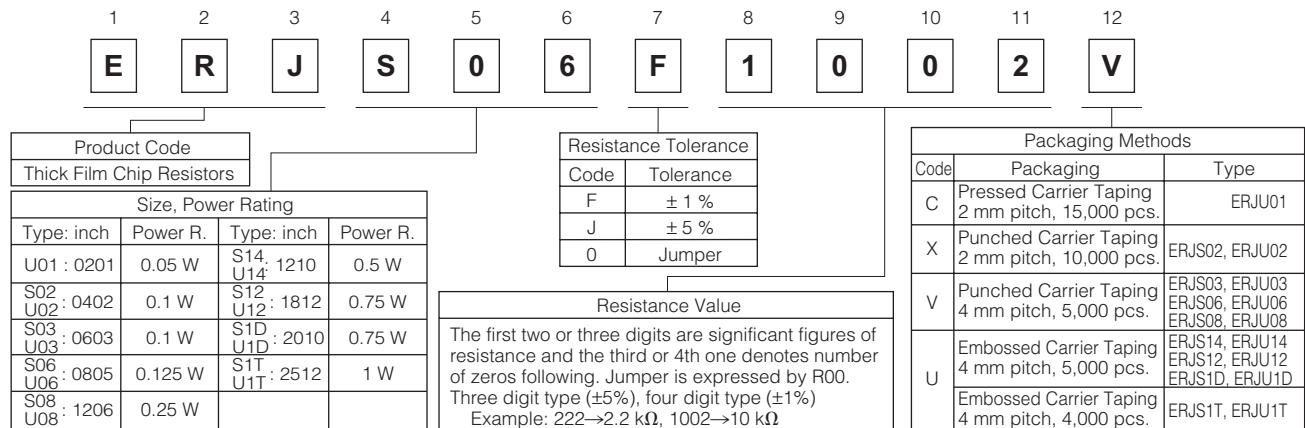 1 2 3 4 5 6 7 8 9 10 11 12
E R J S 0 6 F 1 0 0 2 V
Product Code
Thick Film Chip Resistors
Size, Power Rating
Type: inch Power R. Type: inch Power R.
U01 : 0201 0.05 W S14 U14 : 1210 0.5 W
S02 U02 : 0402 0.1 W S12 U12 : 1812 0.75 W
S03 U03 : 0603 0.1 W S1D U1D : 2010 0.75 W
S06 U06 : 0805 0.125 W S1T U1T : 2512 1 W
S08 U08 : 1206 0.25 W
Resistance Tolerance
Code Tolerance
F ± 1 %
J ± 5 %
0 Jumper
Resistance Value
The first two or three digits are significant figures of
resistance and the third or 4th one denotes number
of zeros following. Jumper is expressed by R00.
Three digit type (±5%), four digit type (±1%)
Example: 222→2.2 kΩ, 1002→10 kΩ
Packaging Methods
Code Packaging Type
C Pressed Carrier Taping
2 mm pitch, 15,000 pcs. ERJU01
X Punched Carrier Taping
2 mm pitch, 10,000 pcs. ERJS02, ERJU02
V Punched Carrier Taping
4 mm pitch, 5,000 pcs.
ERJS03, ERJU03
ERJS06, ERJU06
ERJS08, ERJU08
U Embossed Carrier Taping
4 mm pitch, 5,000 pcs.
ERJS14, ERJU14
ERJS12, ERJU12
ERJS1D, ERJU1D
Embossed Carrier Taping
4 mm pitch, 4,000 pcs. ERJS1T, ERJU1T